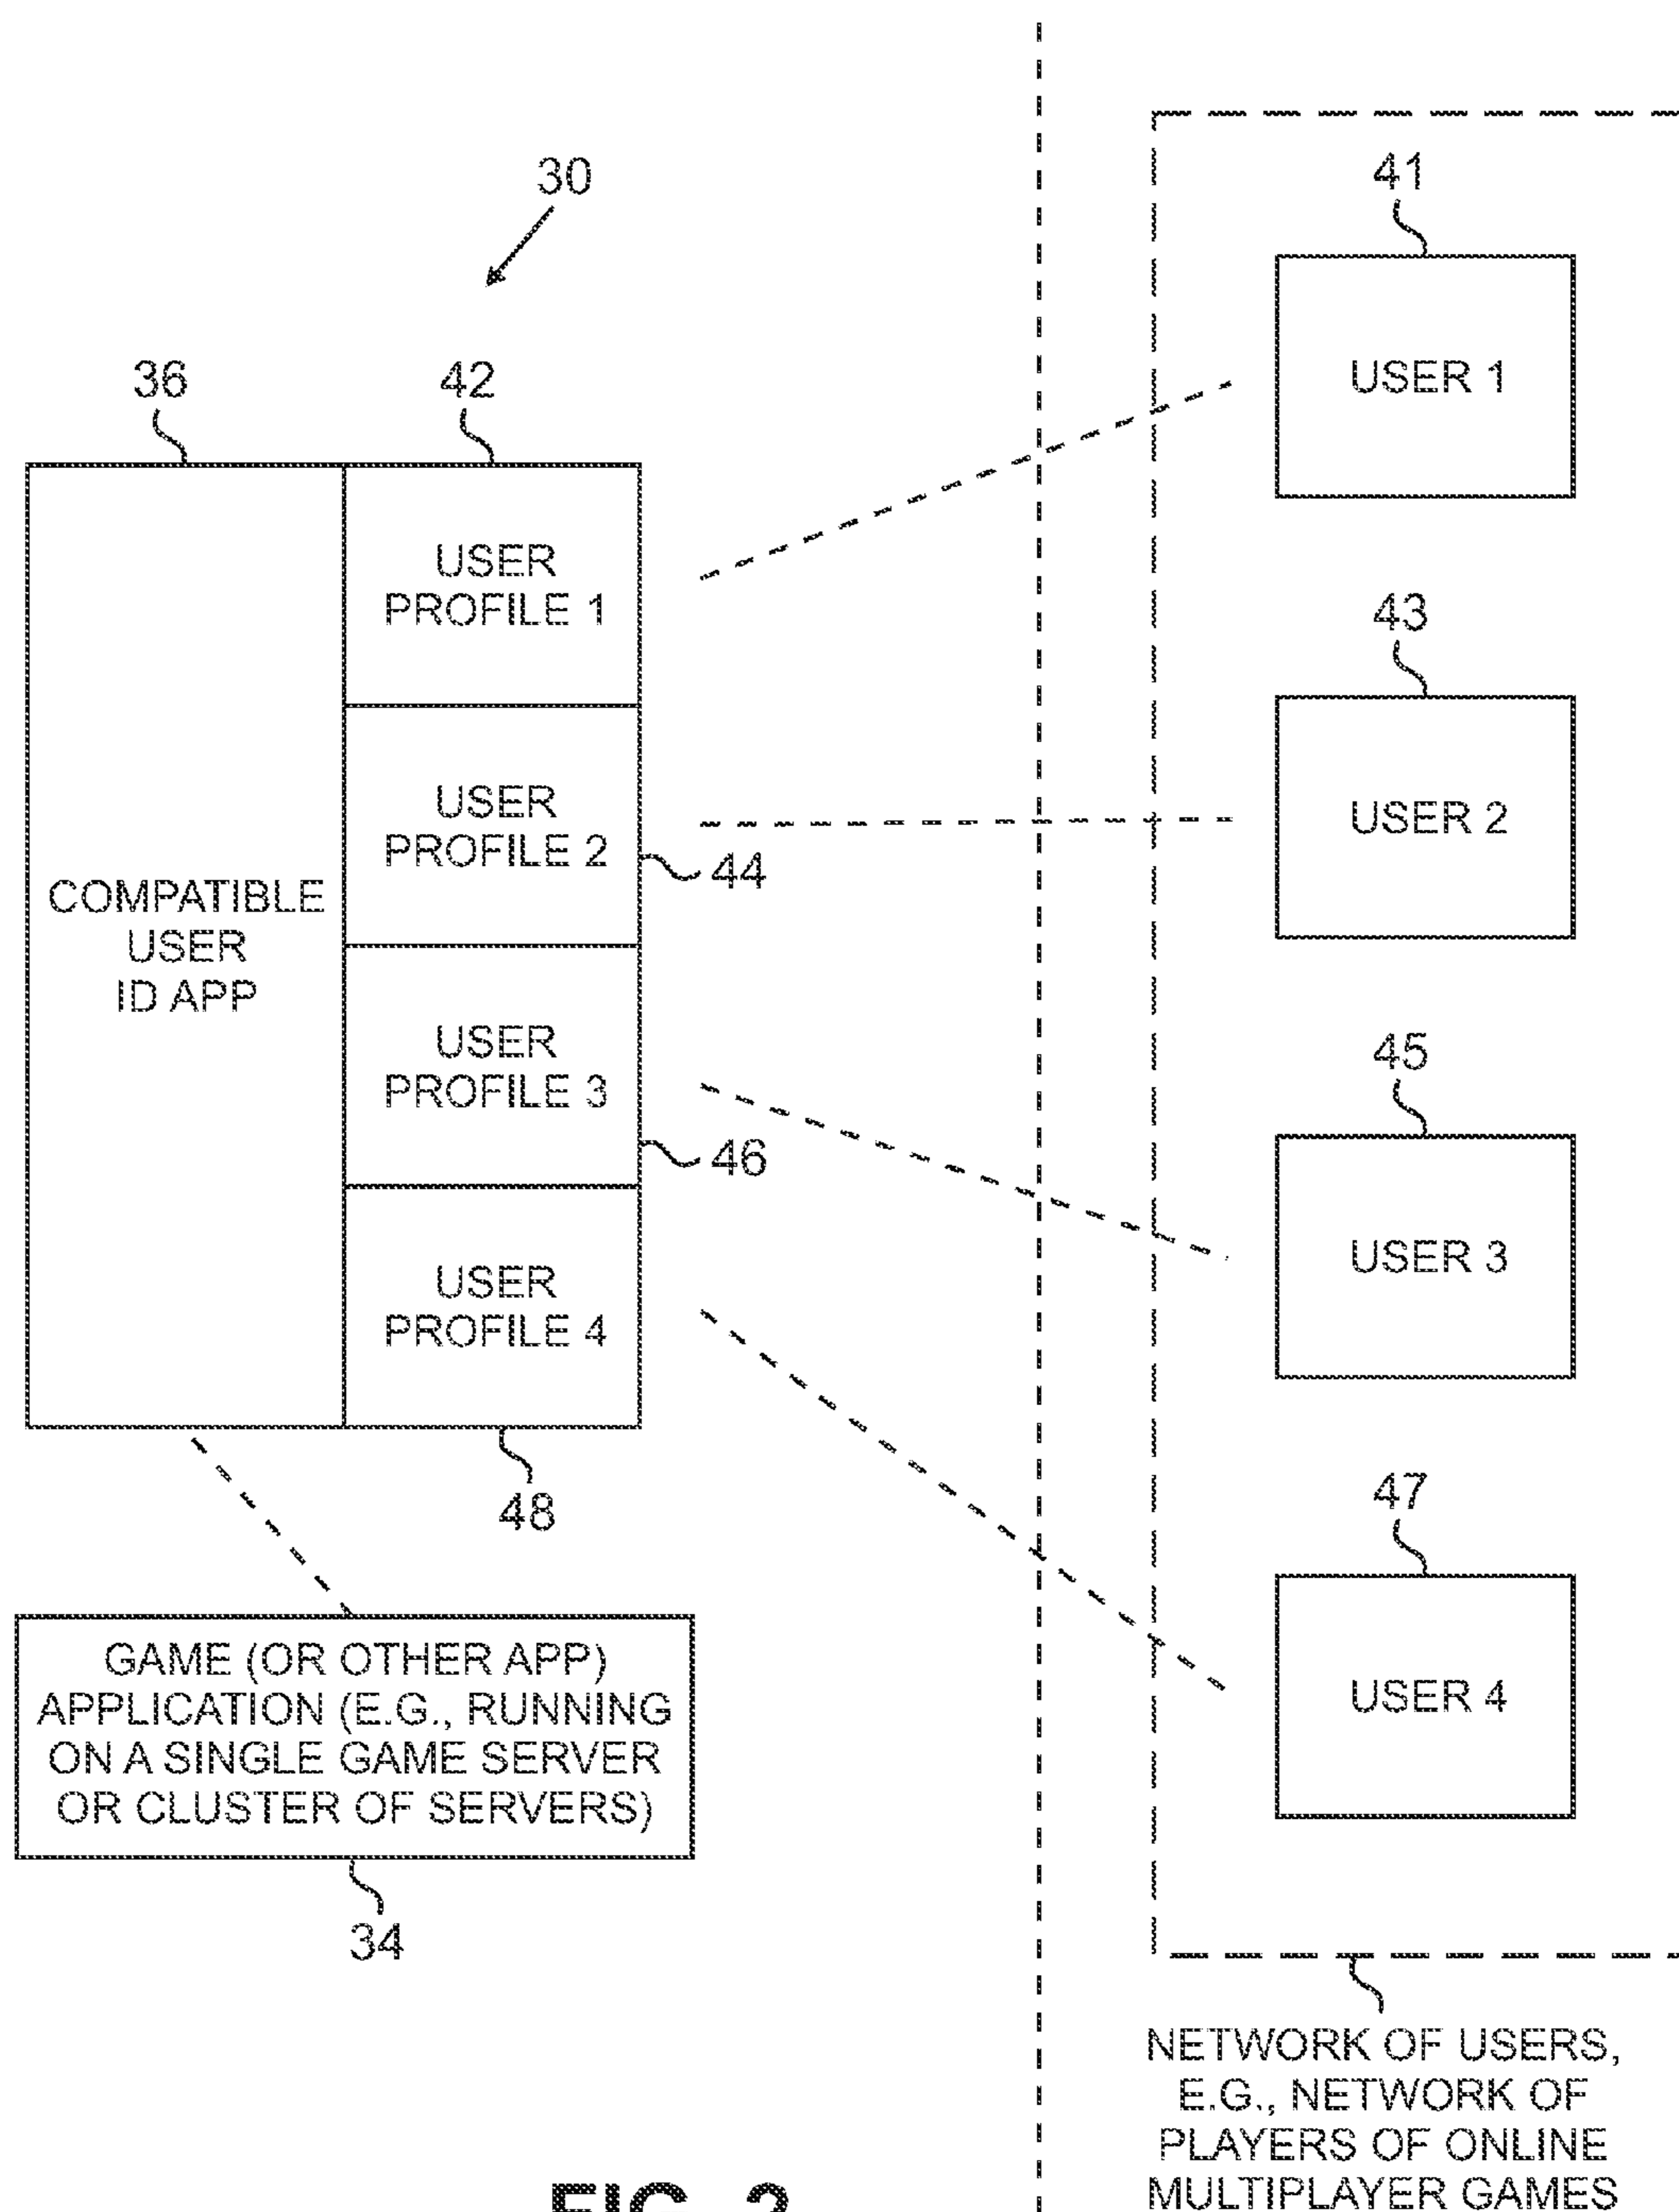 30
41
USER 1
36
42
USER
PROFILE 1
43
USER 2
USER
PROFILE 2
44
COMPATIBLE
USER
ID APP
USER
PROFILE 3
46
45
USER 3
USER
PROFILE 4
48
47
USER 4
GAME (OR OTHER APP)
APPLICATION (E.G., RUNNING
ON A SINGLE GAME SERVER
OR CLUSTER OF SERVERS)
34
NETWORK OF USERS,
E.G., NETWORK OF
PLAYERS OF ONLINE
MULTIPLAYER GAMES
FIG. 2